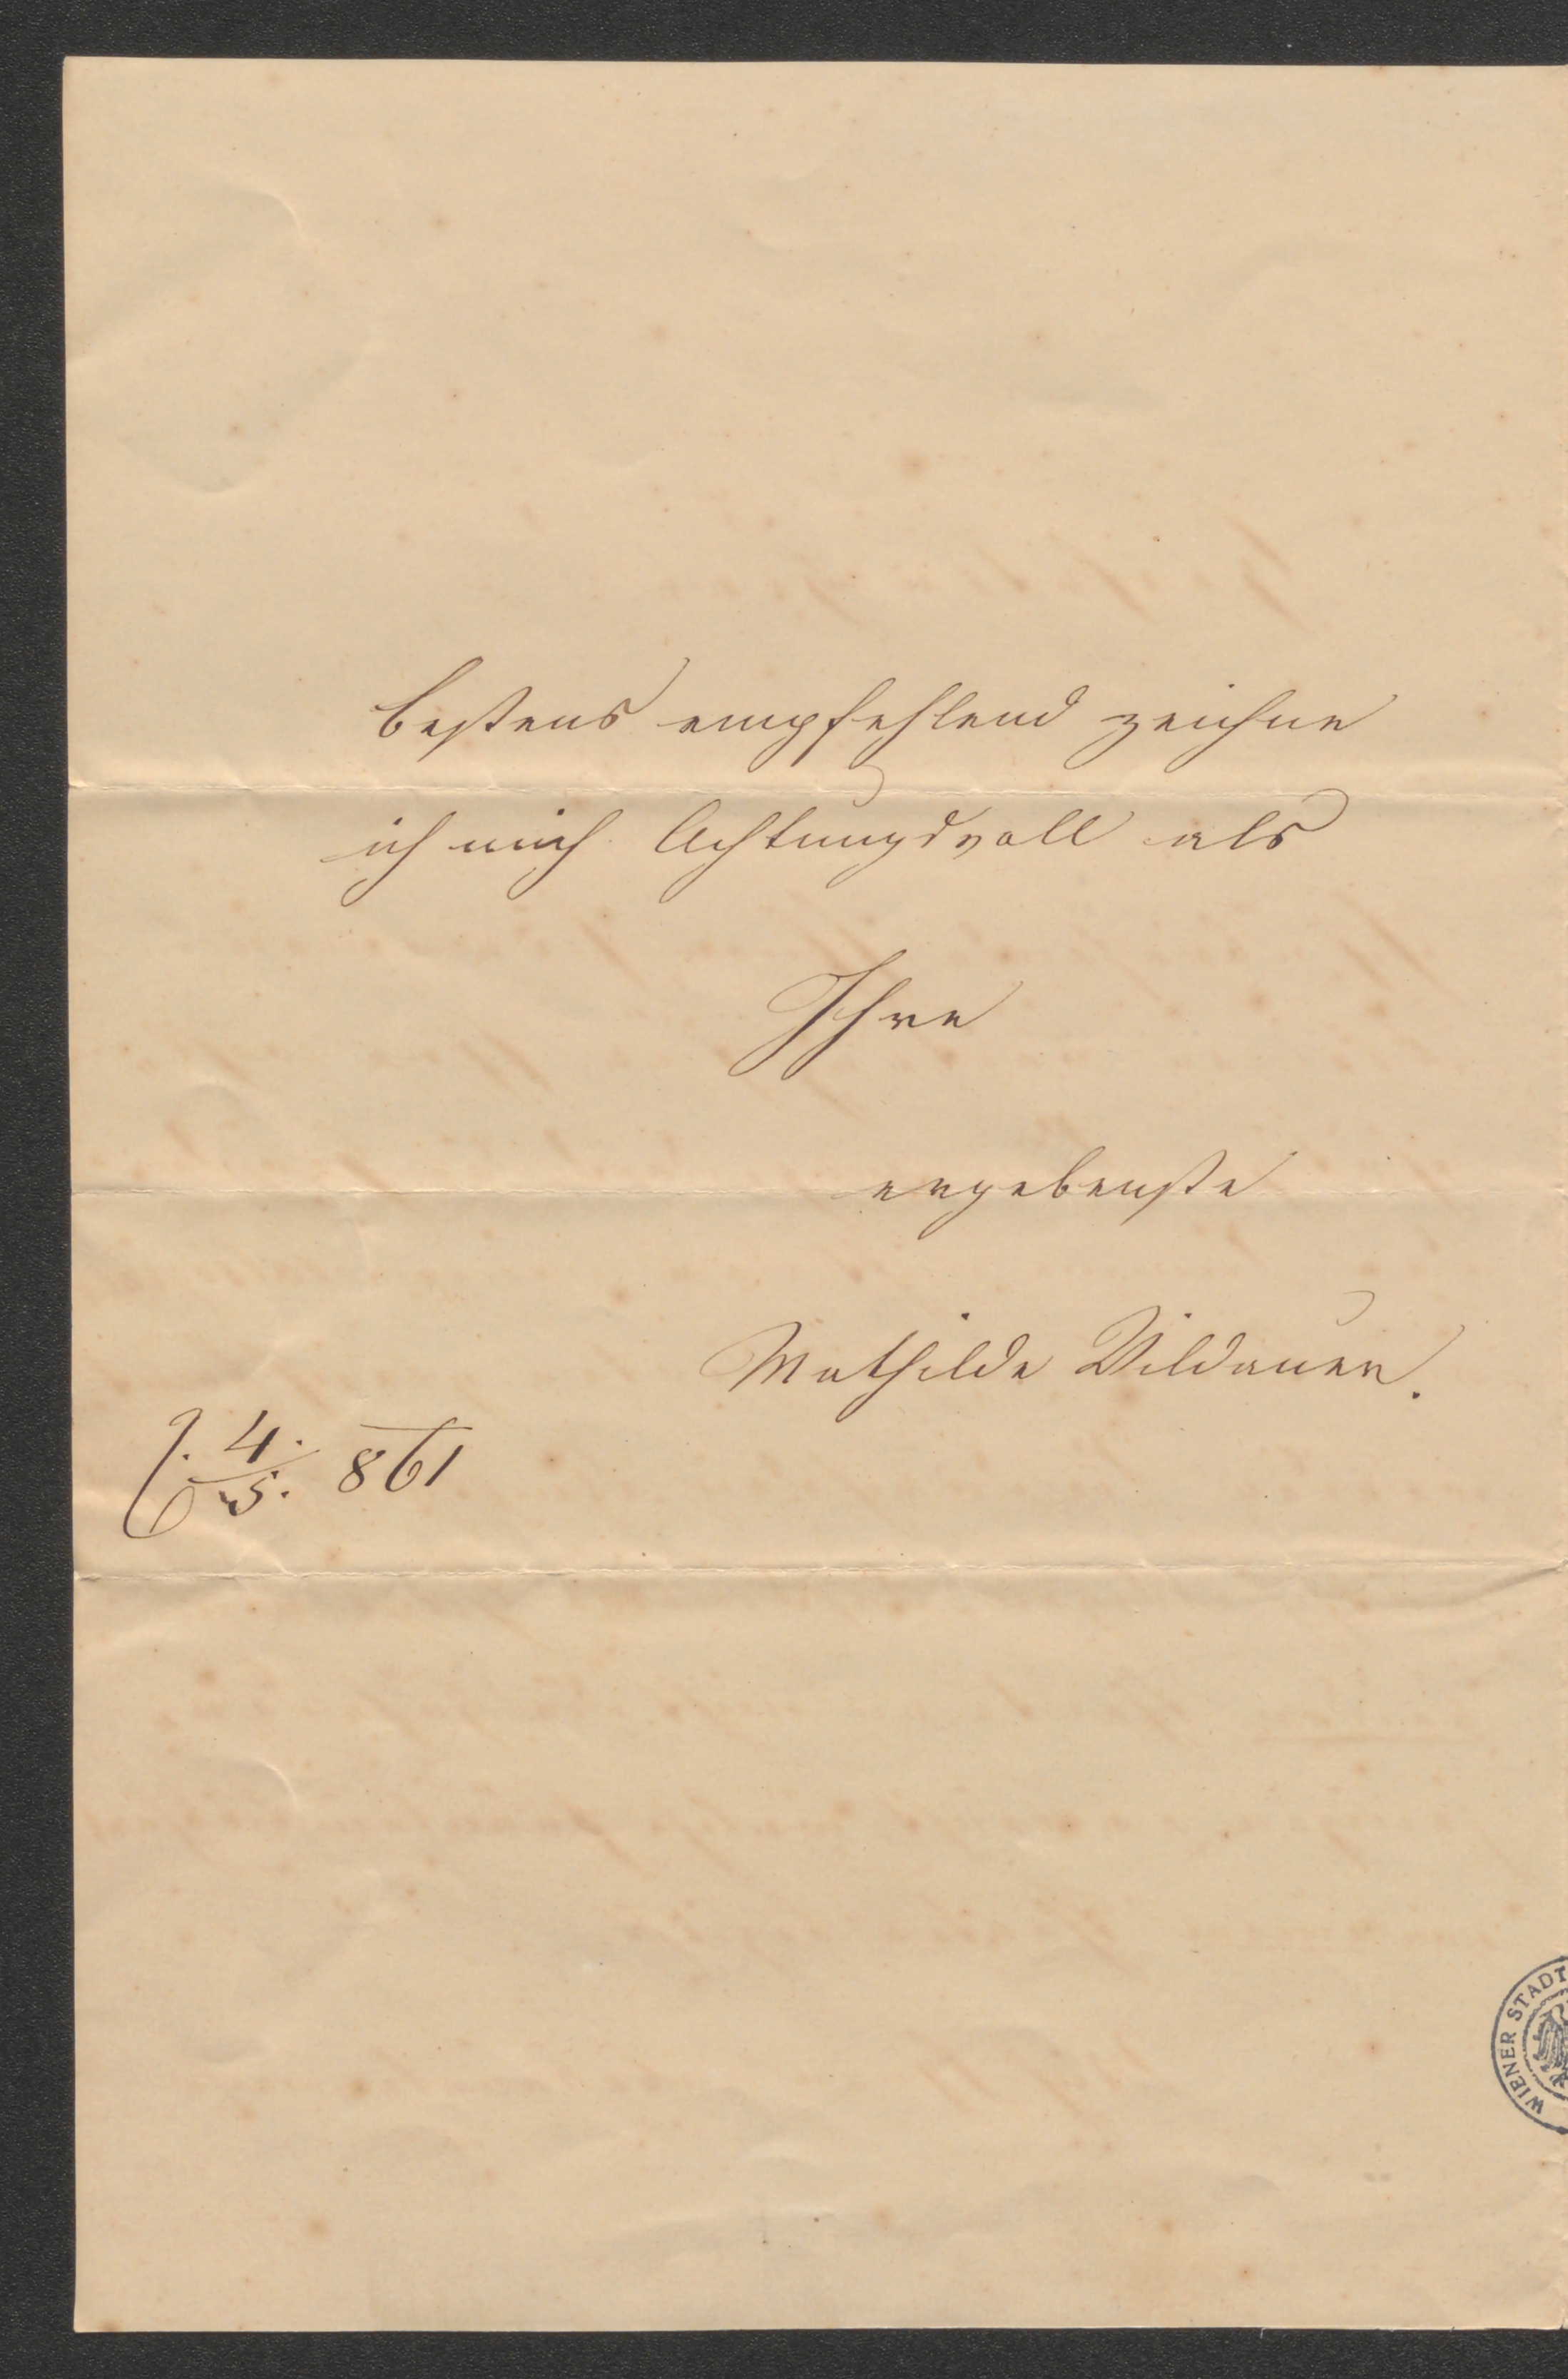 bestens empfehlend zeichne
ich mich Achtungsvoll als
Ihre
ergebenste
Mathilde Wildauer.
4.
5. 861
WIENER STADT